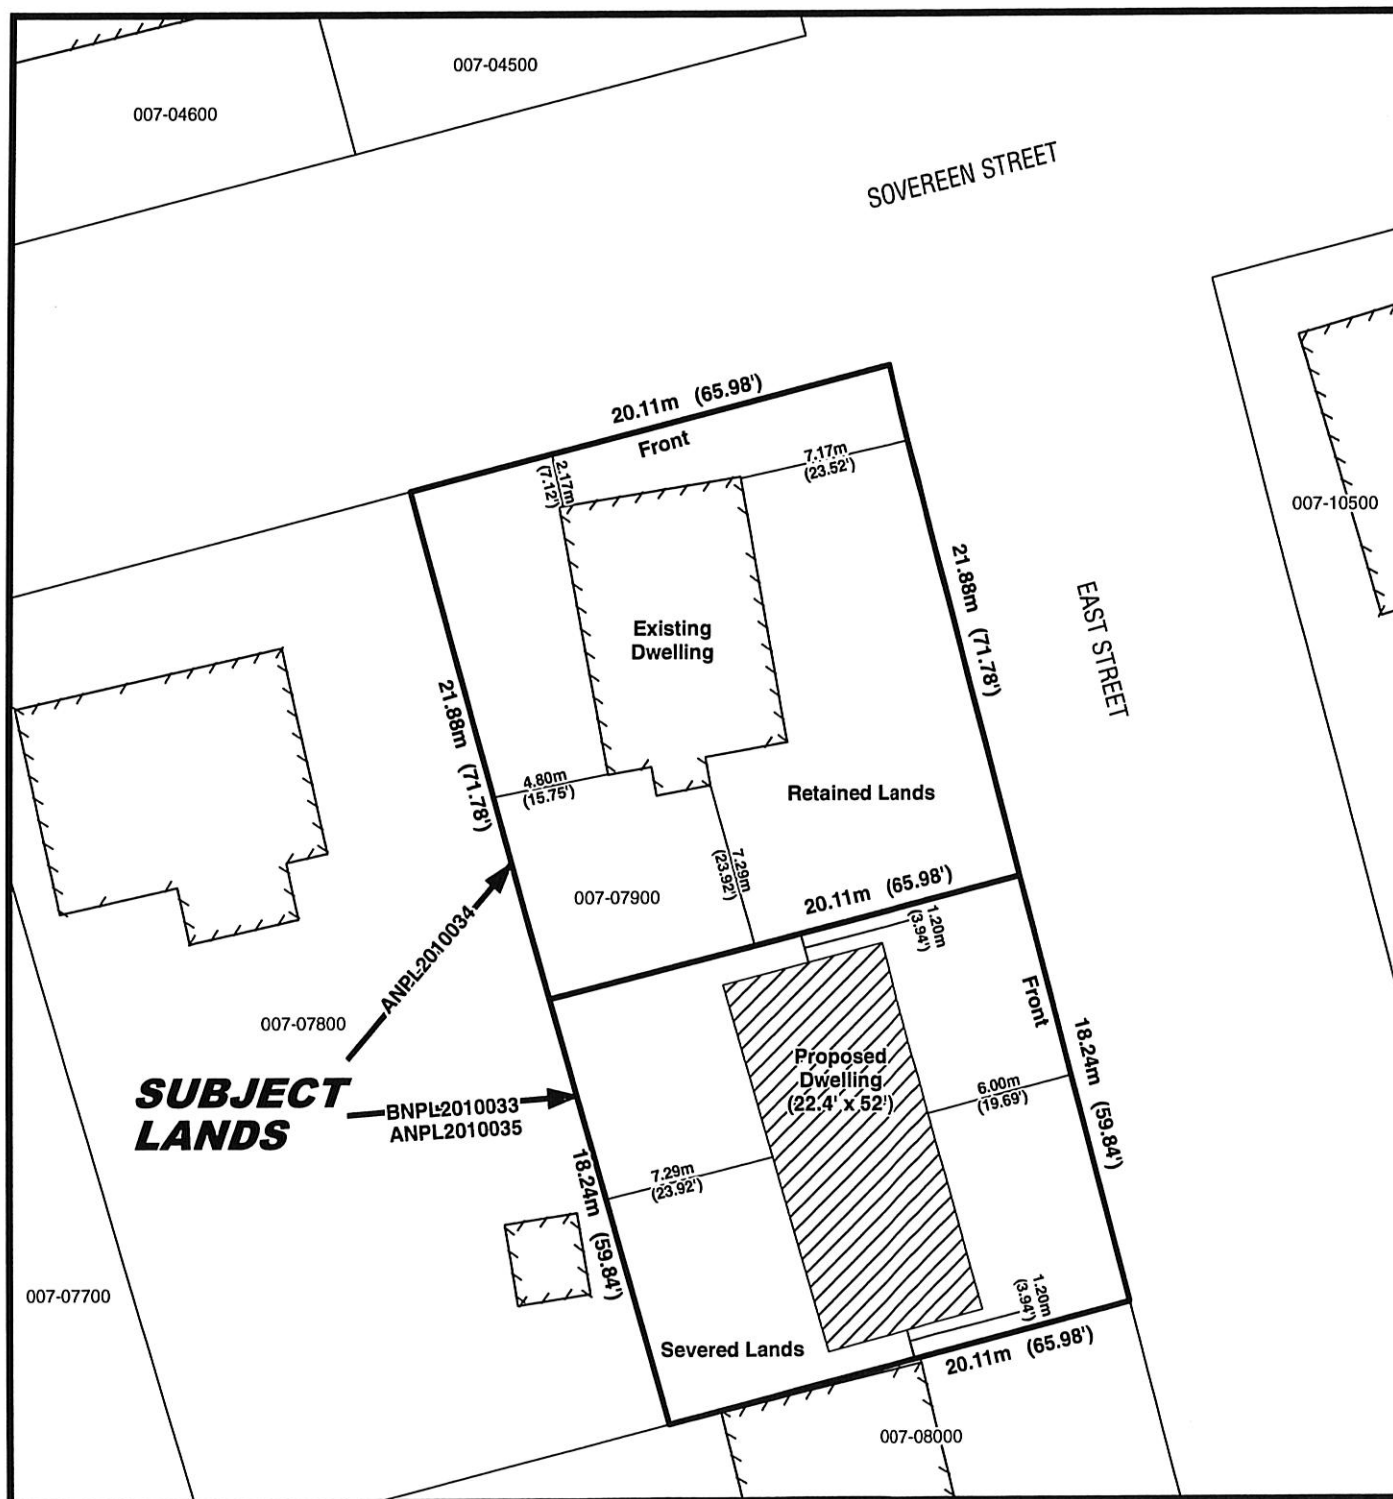 007-04500
007-04600
SOVEREEN STREET
20.11m (65.98')
Front
7.17m
(23.52')
2.17m
(7.12')
007-10500
21.88m (71.78')
EAST STREET
Existing
Dwelling
21.88m (71.78')
4.80m
(15.75')
Retained Lands
7.29m
(23.92')
007-07900
20.11m (65.98')
1.20m
(3.94')
ANPL2010034
Front
007-07800
18.24m (59.84')
Proposed
Dwelling
(22.4' x 52')
6.00m
(19.69')
SUBJECT
LANDS
BNPL2010033
ANPL2010035
7.29m
(23.92')
18.24m (59.84')
007-07700
1.20m
(3.94')
Severed Lands
20.11m (65.98')
007-08000